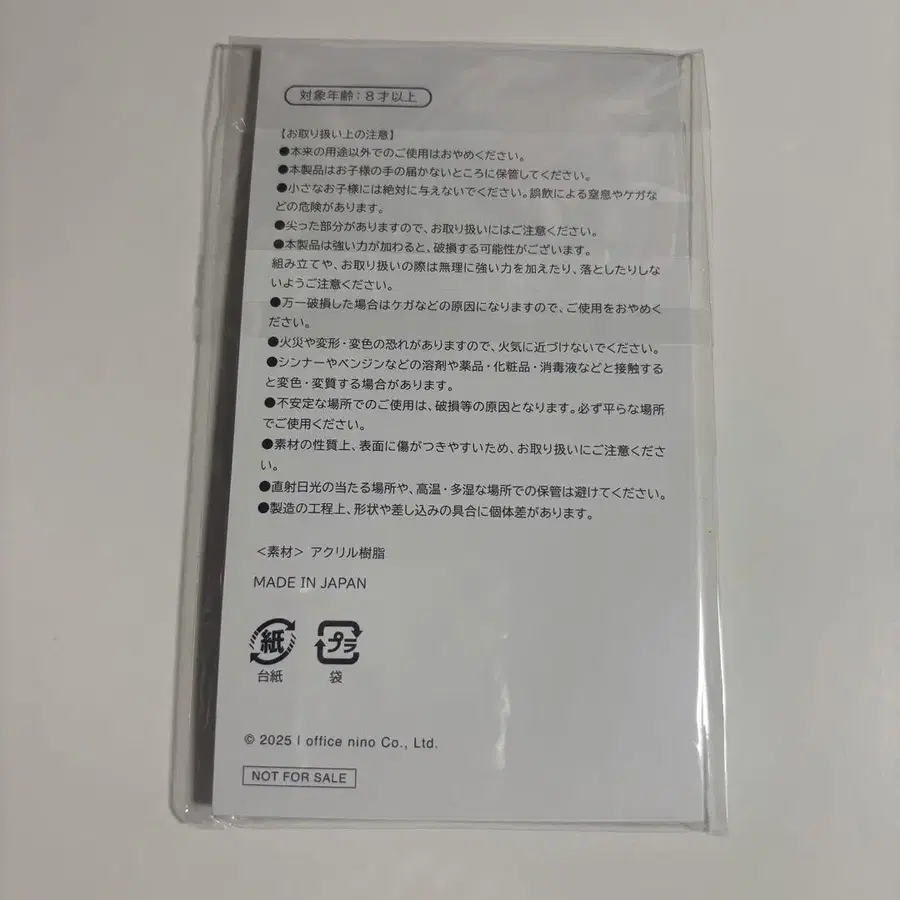 対象年齢:8才以上
【お取り扱い上の注意】
●本来の用途以外でのご使用はおやめください。
●本製品はお子様の手の届かないところに保管してください。
●小さなお子様には絶対に与えないでください。誤飲による窒息やケガな
どの危険があります。
●尖った部分がありますので、お取り扱いにはご注意ください。
●本製品は強い力が加わると、破損する可能性がございます。
組み立てや、お取り扱いの際は無理に強い力を加えたり、落としたりしな
いようご注意ください。
●万一破損した場合はケガなどの原因になりますので、ご使用をおやめく
ださい。
●火災や変形・変色の恐れがありますので、火気に近づけないでください。
●シンナーやベンジンなどの溶剤や薬品・化粧品・消毒液などと接触する
と変色・変質する場合があります。
●不安定な場所でのご使用は、破損等の原因となります。必ず平らな場所
でご使用ください。
●素材の性質上、表面に傷がつきやすいため、お取り扱いにご注意くださ
い。
●直射日光の当たる場所や、高温・多湿な場所での保管は避けてください。
●製造の工程上、形状や差し込みの具合に個体差があります。
<素材> アクリル樹脂
MADE IN JAPAN
紙 プラ
台紙 袋
© 2025 | office nino Co., Ltd.
NOT FOR SALE